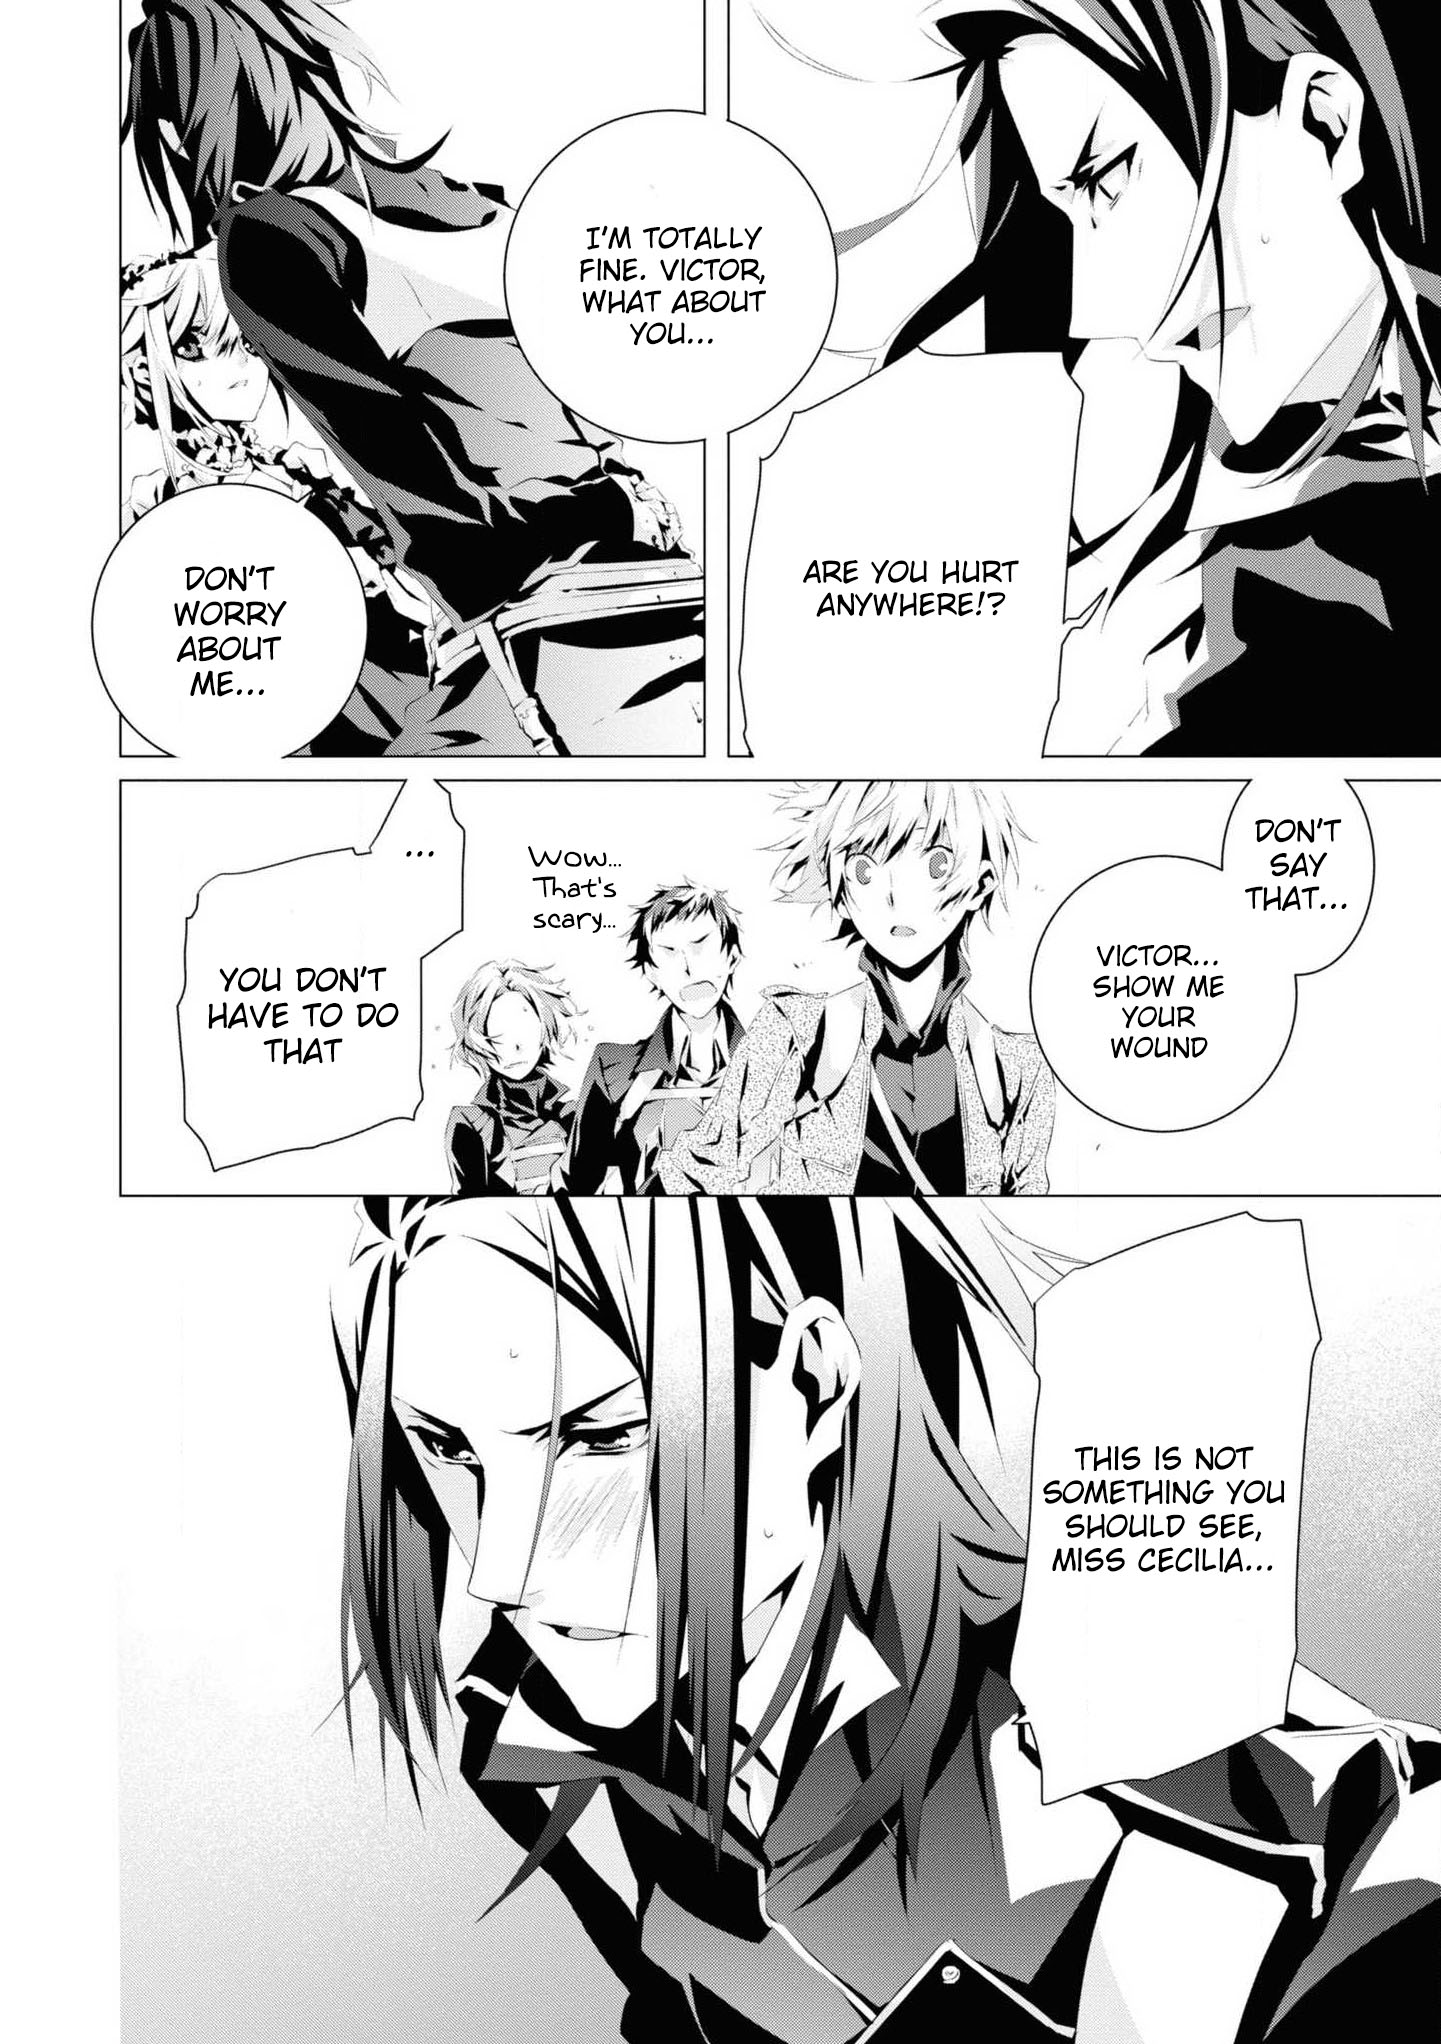 ARE YOU HURT
ANYWHERE!?
I'M TOTALLY
FINE. VICTOR,
WHAT ABOUT
YOU...
DON'T
WORRY
ABOUT
ME...
DON'T
SAY
THAT...
VICTOR...
SHOW ME
YOUR
WOUND
Wow...
That's
scary...
...
YOU DON'T
HAVE TO DO
THAT
THIS IS NOT
SOMETHING YOU
SHOULD SEE,
MISS CECILIA...